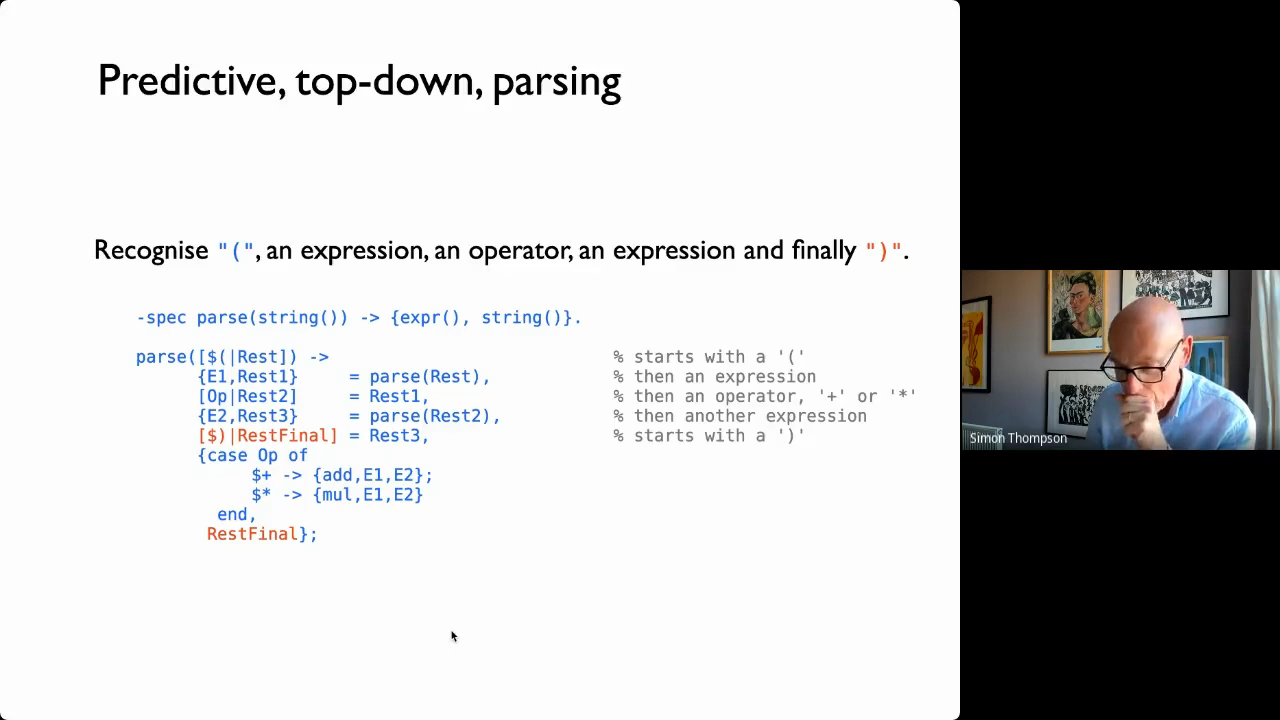 Predictive, top-down, parsing
Recognise "(", an expression, an operator, an expression and finally ")".
-spec parse(string()) -> {expr(), string()}.
parse([$(|Rest]) -> % starts with a '('
{E1,Rest1} = parse(Rest), % then an expression
[Op|Rest2] = Rest1, % then an operator, '+' or '*'
{E2,Rest3} = parse(Rest2), % then another expression
[$)|RestFinal] = Rest3, % starts with a ')'
{case Op of
$+ -> {add,E1,E2};
$* -> {mul,E1,E2}
end,
RestFinal};
Simon Thompson